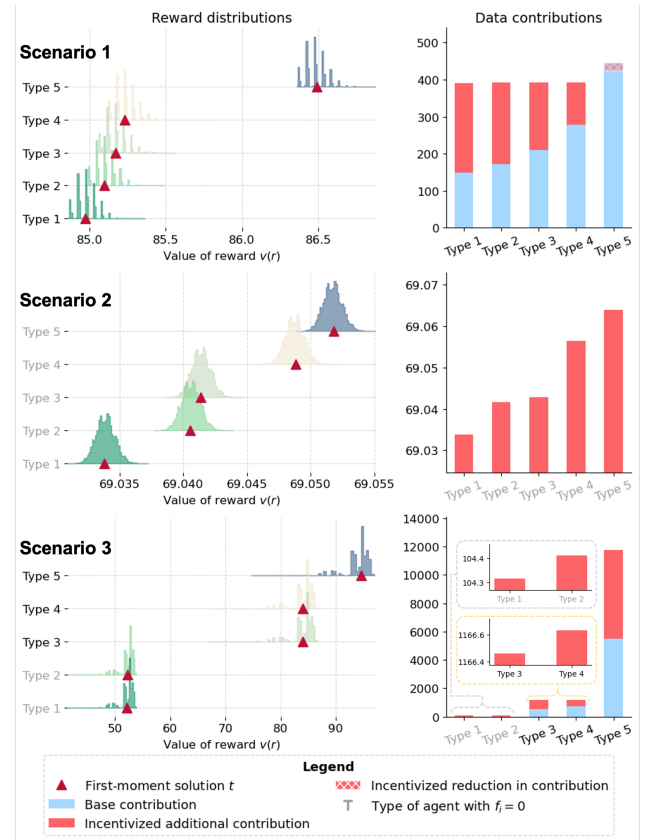 Reward distributions
Data contributions
Scenario 1
Type 5
Type 4
Type 3
Type 2
Type 1
85.0 85.5 86.0 86.5
Value of reward v(r)
500
400
300
200
100
0
Type 1 Type 2 Type 3 Type 4 Type 5
Scenario 2
Type 5
Type 4
Type 3
Type 2
Type 1
69.035 69.040 69.045 69.050 69.055
Value of reward v(r)
69.07
69.06
69.05
69.04
69.03
Type 1 Type 2 Type 3 Type 4 Type 5
Scenario 3
Type 5
Type 4
Type 3
Type 2
Type 1
50 60 70 80 90
Value of reward v(r)
14000
12000
10000
8000
6000
4000
2000
0
104.4
104.3
Type 1 Type 2
1166.6
1166.4
Type 3 Type 4
Type 1 Type 2 Type 3 Type 4 Type 5
Legend
First-moment solution t
Base contribution
Incentivized additional contribution
Incentivized reduction in contribution
T Type of agent with fᵢ = 0